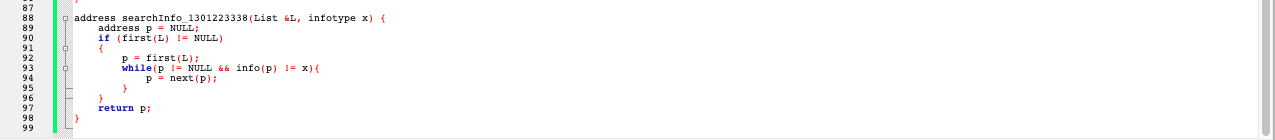 87
88 address searchInfo_1301223338(List &L, infotype x) {
89     address p = NULL;
90     if (first(L) != NULL)
91     {
92         p = first(L);
93         while(p != NULL && info(p) != x){
94             p = next(p);
95         }
96     }
97     return p;
98 }
99